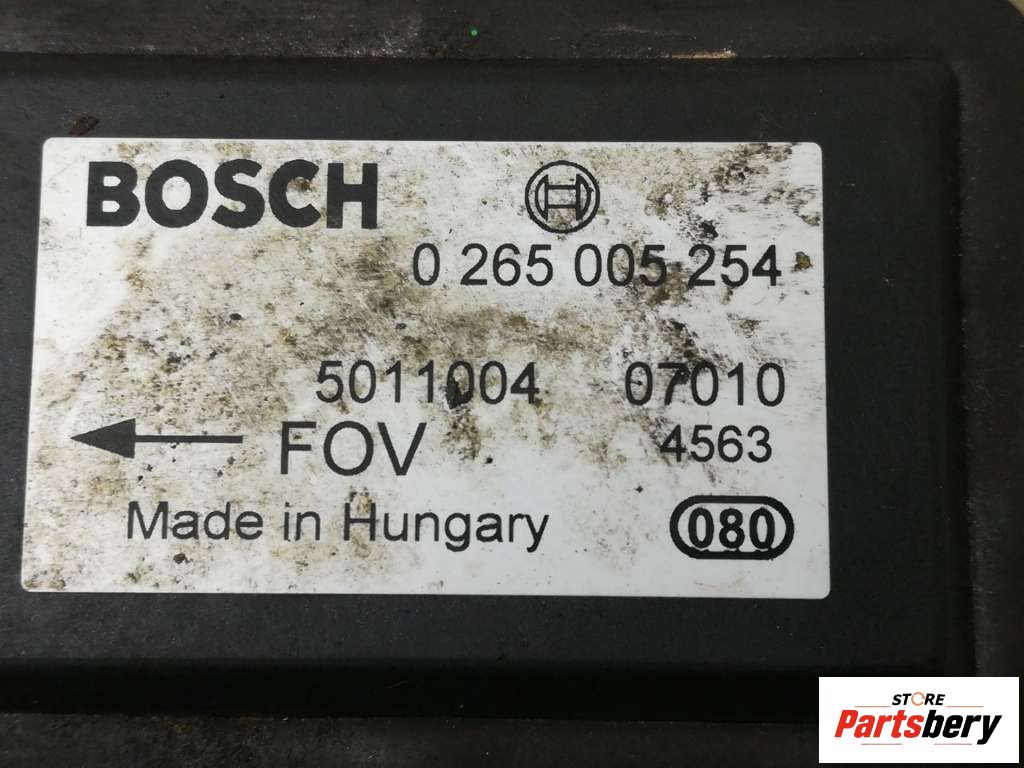 BOSCH
0 265 005 254
5011004 07010
FOV 4563
Made in Hungary 080
STORE
Partsbery